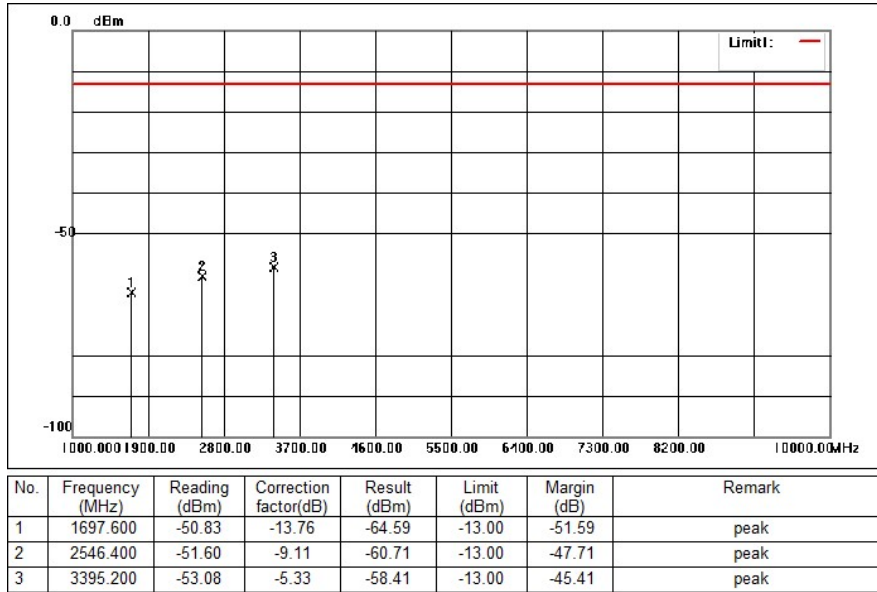 0.0 dBm
Limit1:
-50
1
2
3
-100
1000.000 1900.00 2800.00 3700.00 4600.00 5500.00 6400.00 7300.00 8200.00 10000.00 MHz
No. Frequency (MHz) Reading (dBm) Correction factor(dB) Result (dBm) Limit (dBm) Margin (dB) Remark
1 1697.600 -50.83 -13.76 -64.59 -13.00 -51.59 peak
2 2546.400 -51.60 -9.11 -60.71 -13.00 -47.71 peak
3 3395.200 -53.08 -5.33 -58.41 -13.00 -45.41 peak